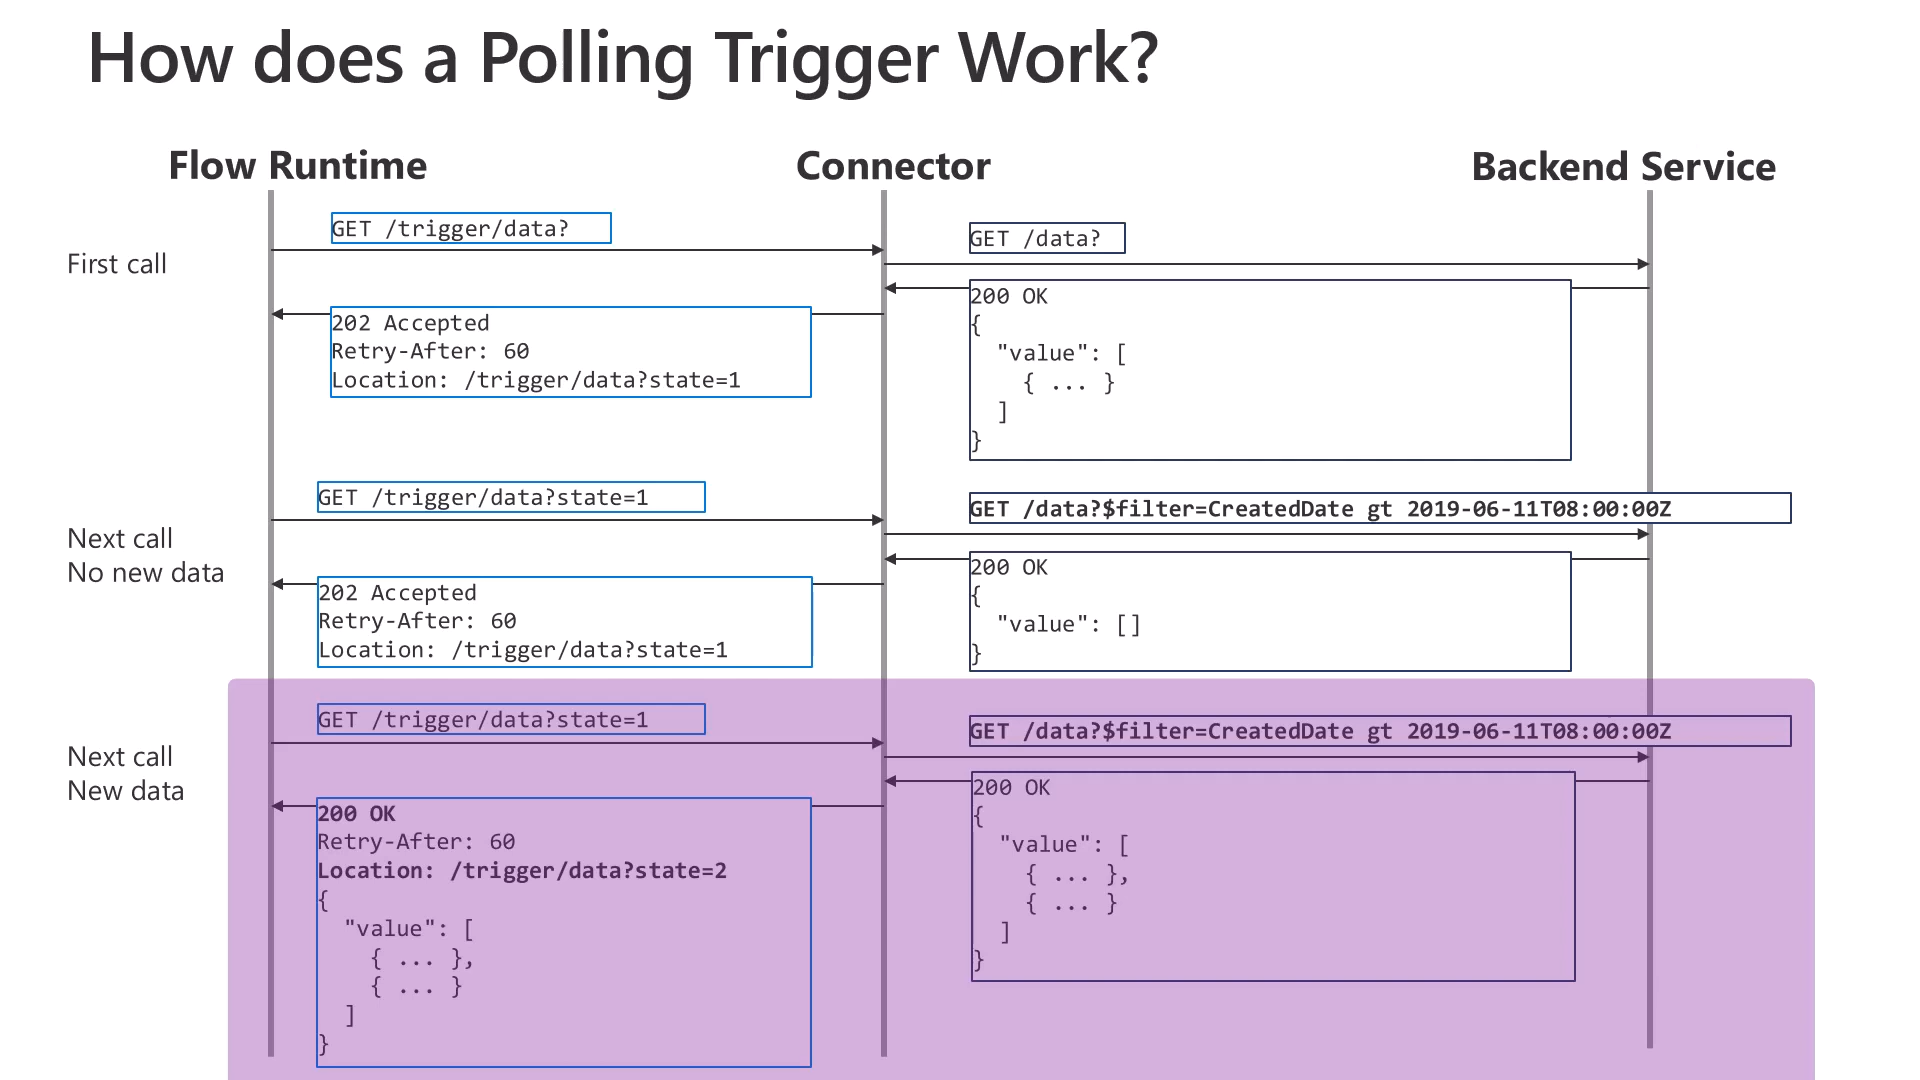 How does a Polling Trigger Work?
Flow Runtime
Connector
Backend Service
First call
GET /trigger/data?
GET /data?
200 OK
{
  "value": [
    { ... }
  ]
}
202 Accepted
Retry-After: 60
Location: /trigger/data?state=1
Next call
No new data
GET /trigger/data?state=1
GET /data?$filter=CreatedDate gt 2019-06-11T08:00:00Z
200 OK
{
  "value": []
}
202 Accepted
Retry-After: 60
Location: /trigger/data?state=1
Next call
New data
GET /trigger/data?state=1
GET /data?$filter=CreatedDate gt 2019-06-11T08:00:00Z
200 OK
{
  "value": [
    { ... },
    { ... }
  ]
}
200 OK
Retry-After: 60
Location: /trigger/data?state=2
{
  "value": [
    { ... },
    { ... }
  ]
}